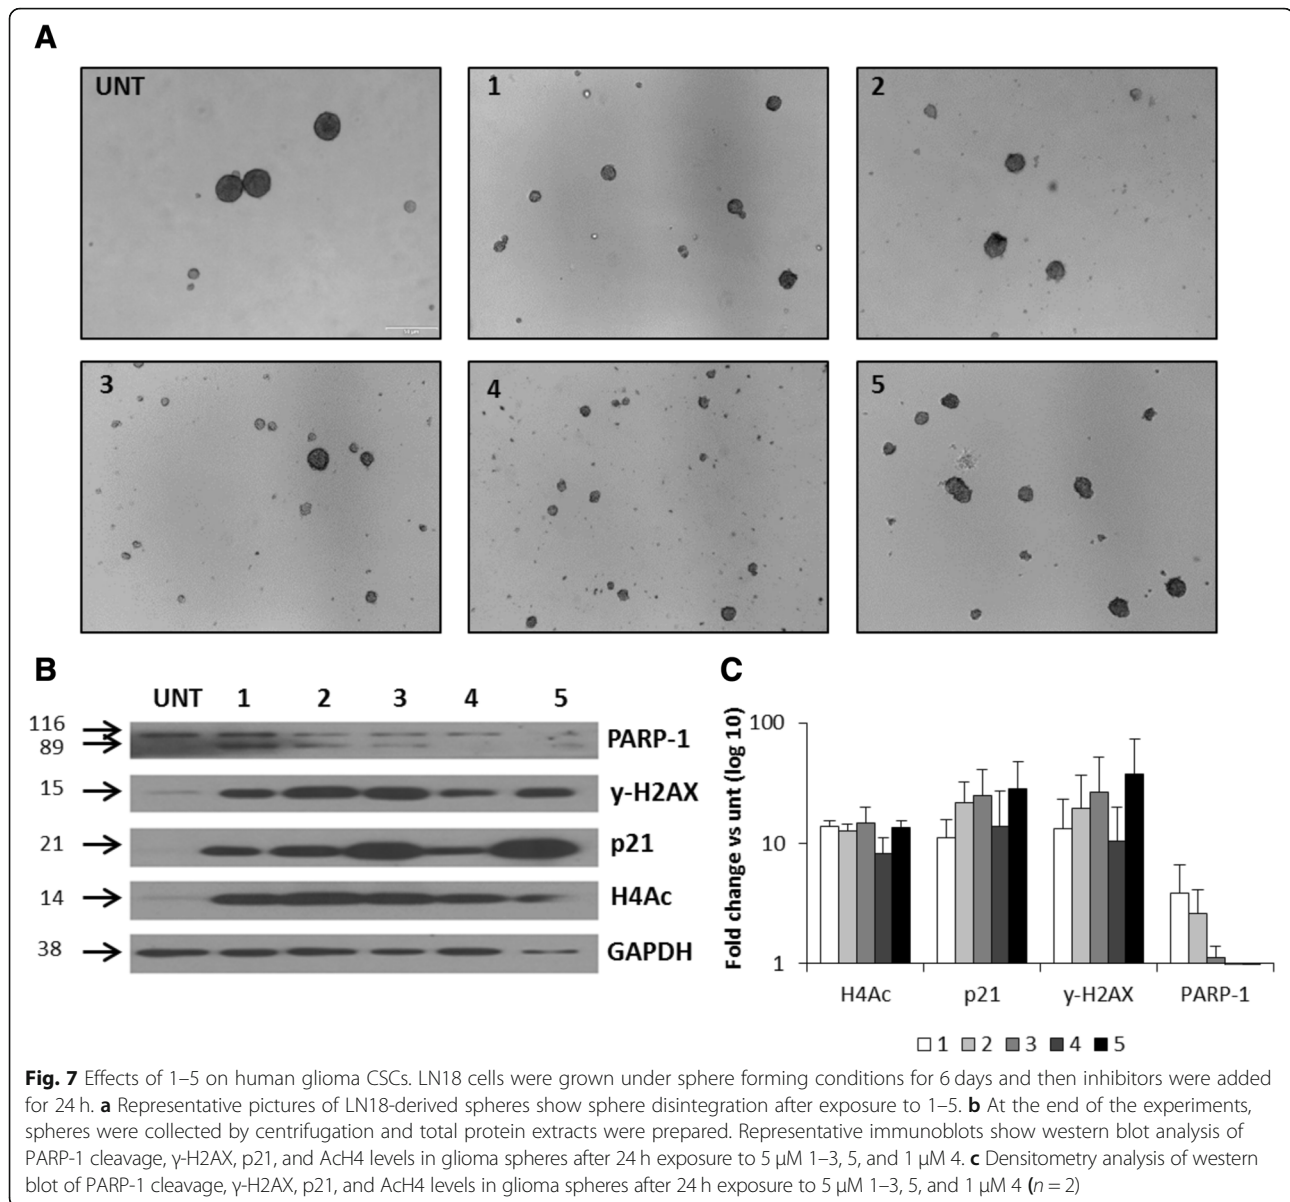 A
UNT
1
2
3
4
5
B
UNT 1 2 3 4 5
116
89
PARP-1
15
y-H2AX
21
p21
14
H4Ac
38
GAPDH
C
Fold change vs unt (log 10)
100
10
1
H4Ac p21 y-H2AX PARP-1
1 2 3 4 5
Fig. 7 Effects of 1–5 on human glioma CSCs. LN18 cells were grown under sphere forming conditions for 6 days and then inhibitors were added
for 24 h. a Representative pictures of LN18-derived spheres show sphere disintegration after exposure to 1–5. b At the end of the experiments,
spheres were collected by centrifugation and total protein extracts were prepared. Representative immunoblots show western blot analysis of
PARP-1 cleavage, γ-H2AX, p21, and AcH4 levels in glioma spheres after 24 h exposure to 5 μM 1–3, 5, and 1 μM 4. c Densitometry analysis of western
blot of PARP-1 cleavage, γ-H2AX, p21, and AcH4 levels in glioma spheres after 24 h exposure to 5 μM 1–3, 5, and 1 μM 4 (n = 2)